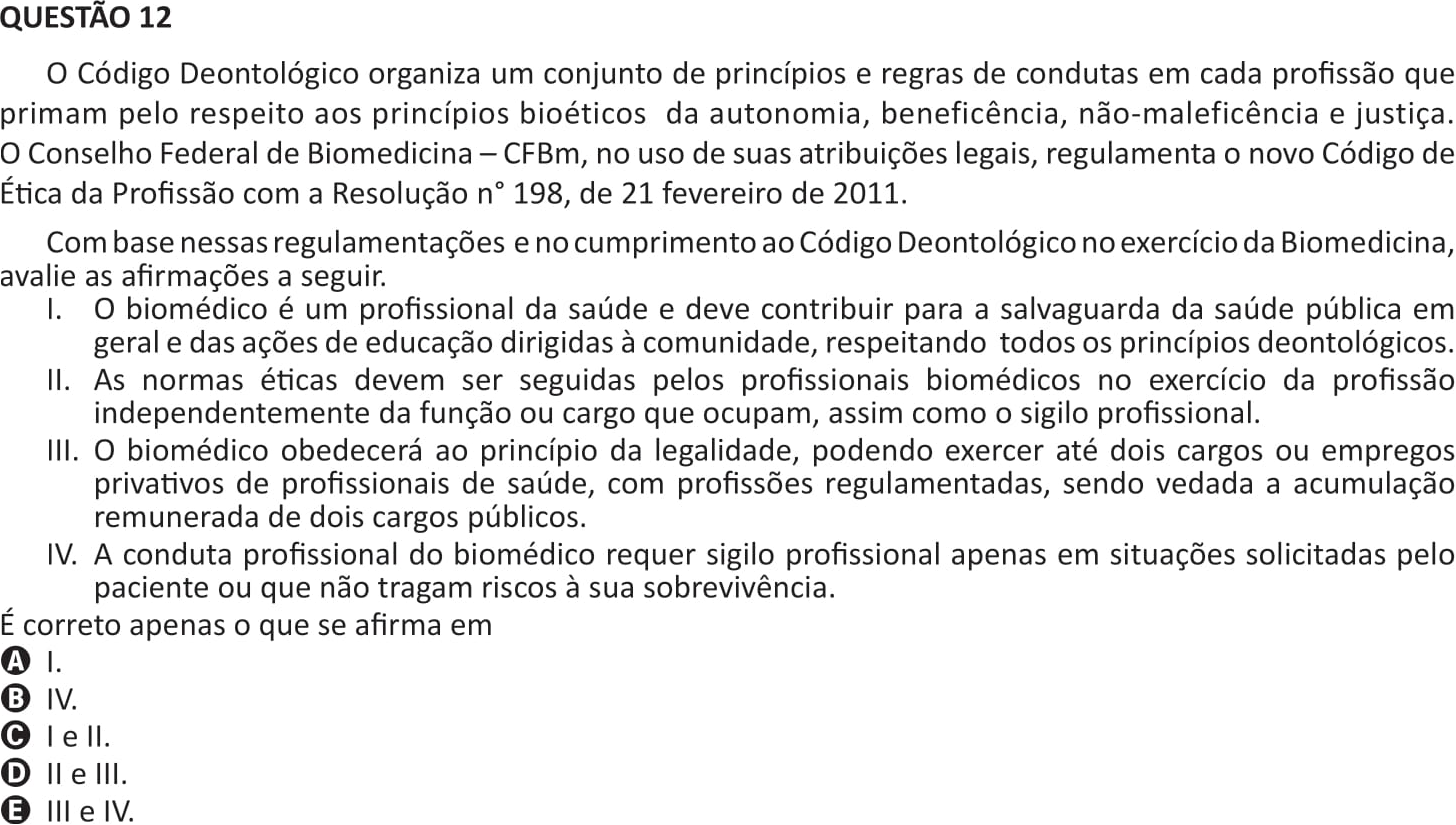 QUESTÃO 12
O Código Deontológico organiza um conjunto de princípios e regras de condutas em cada profissão que
primam pelo respeito aos princípios bioéticos da autonomia, beneficência, não-maleficência e justiça.
O Conselho Federal de Biomedicina – CFBm, no uso de suas atribuições legais, regulamenta o novo Código de
Ética da Profissão com a Resolução n° 198, de 21 fevereiro de 2011.
Com base nessas regulamentações e no cumprimento ao Código Deontológico no exercício da Biomedicina,
avalie as afirmações a seguir.
I. O biomédico é um profissional da saúde e deve contribuir para a salvaguarda da saúde pública em
geral e das ações de educação dirigidas à comunidade, respeitando todos os princípios deontológicos.
II. As normas éticas devem ser seguidas pelos profissionais biomédicos no exercício da profissão
independentemente da função ou cargo que ocupam, assim como o sigilo profissional.
III. O biomédico obedecerá ao princípio da legalidade, podendo exercer até dois cargos ou empregos
privativos de profissionais de saúde, com profissões regulamentadas, sendo vedada a acumulação
remunerada de dois cargos públicos.
IV. A conduta profissional do biomédico requer sigilo profissional apenas em situações solicitadas pelo
paciente ou que não tragam riscos à sua sobrevivência.
É correto apenas o que se afirma em
A I.
B IV.
C I e II.
D II e III.
E III e IV.